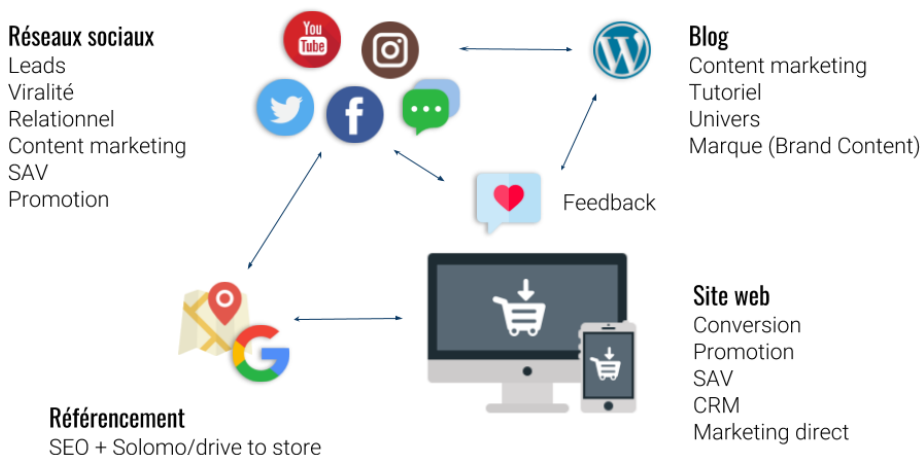 Réseaux sociaux
Leads
Viralité
Relationnel
Content marketing
SAV
Promotion
You
Tube
Blog
Content marketing
Tutoriel
Univers
Marque (Brand Content)
Feedback
Référencement
SEO + Solomo/drive to store
Site web
Conversion
Promotion
SAV
CRM
Marketing direct